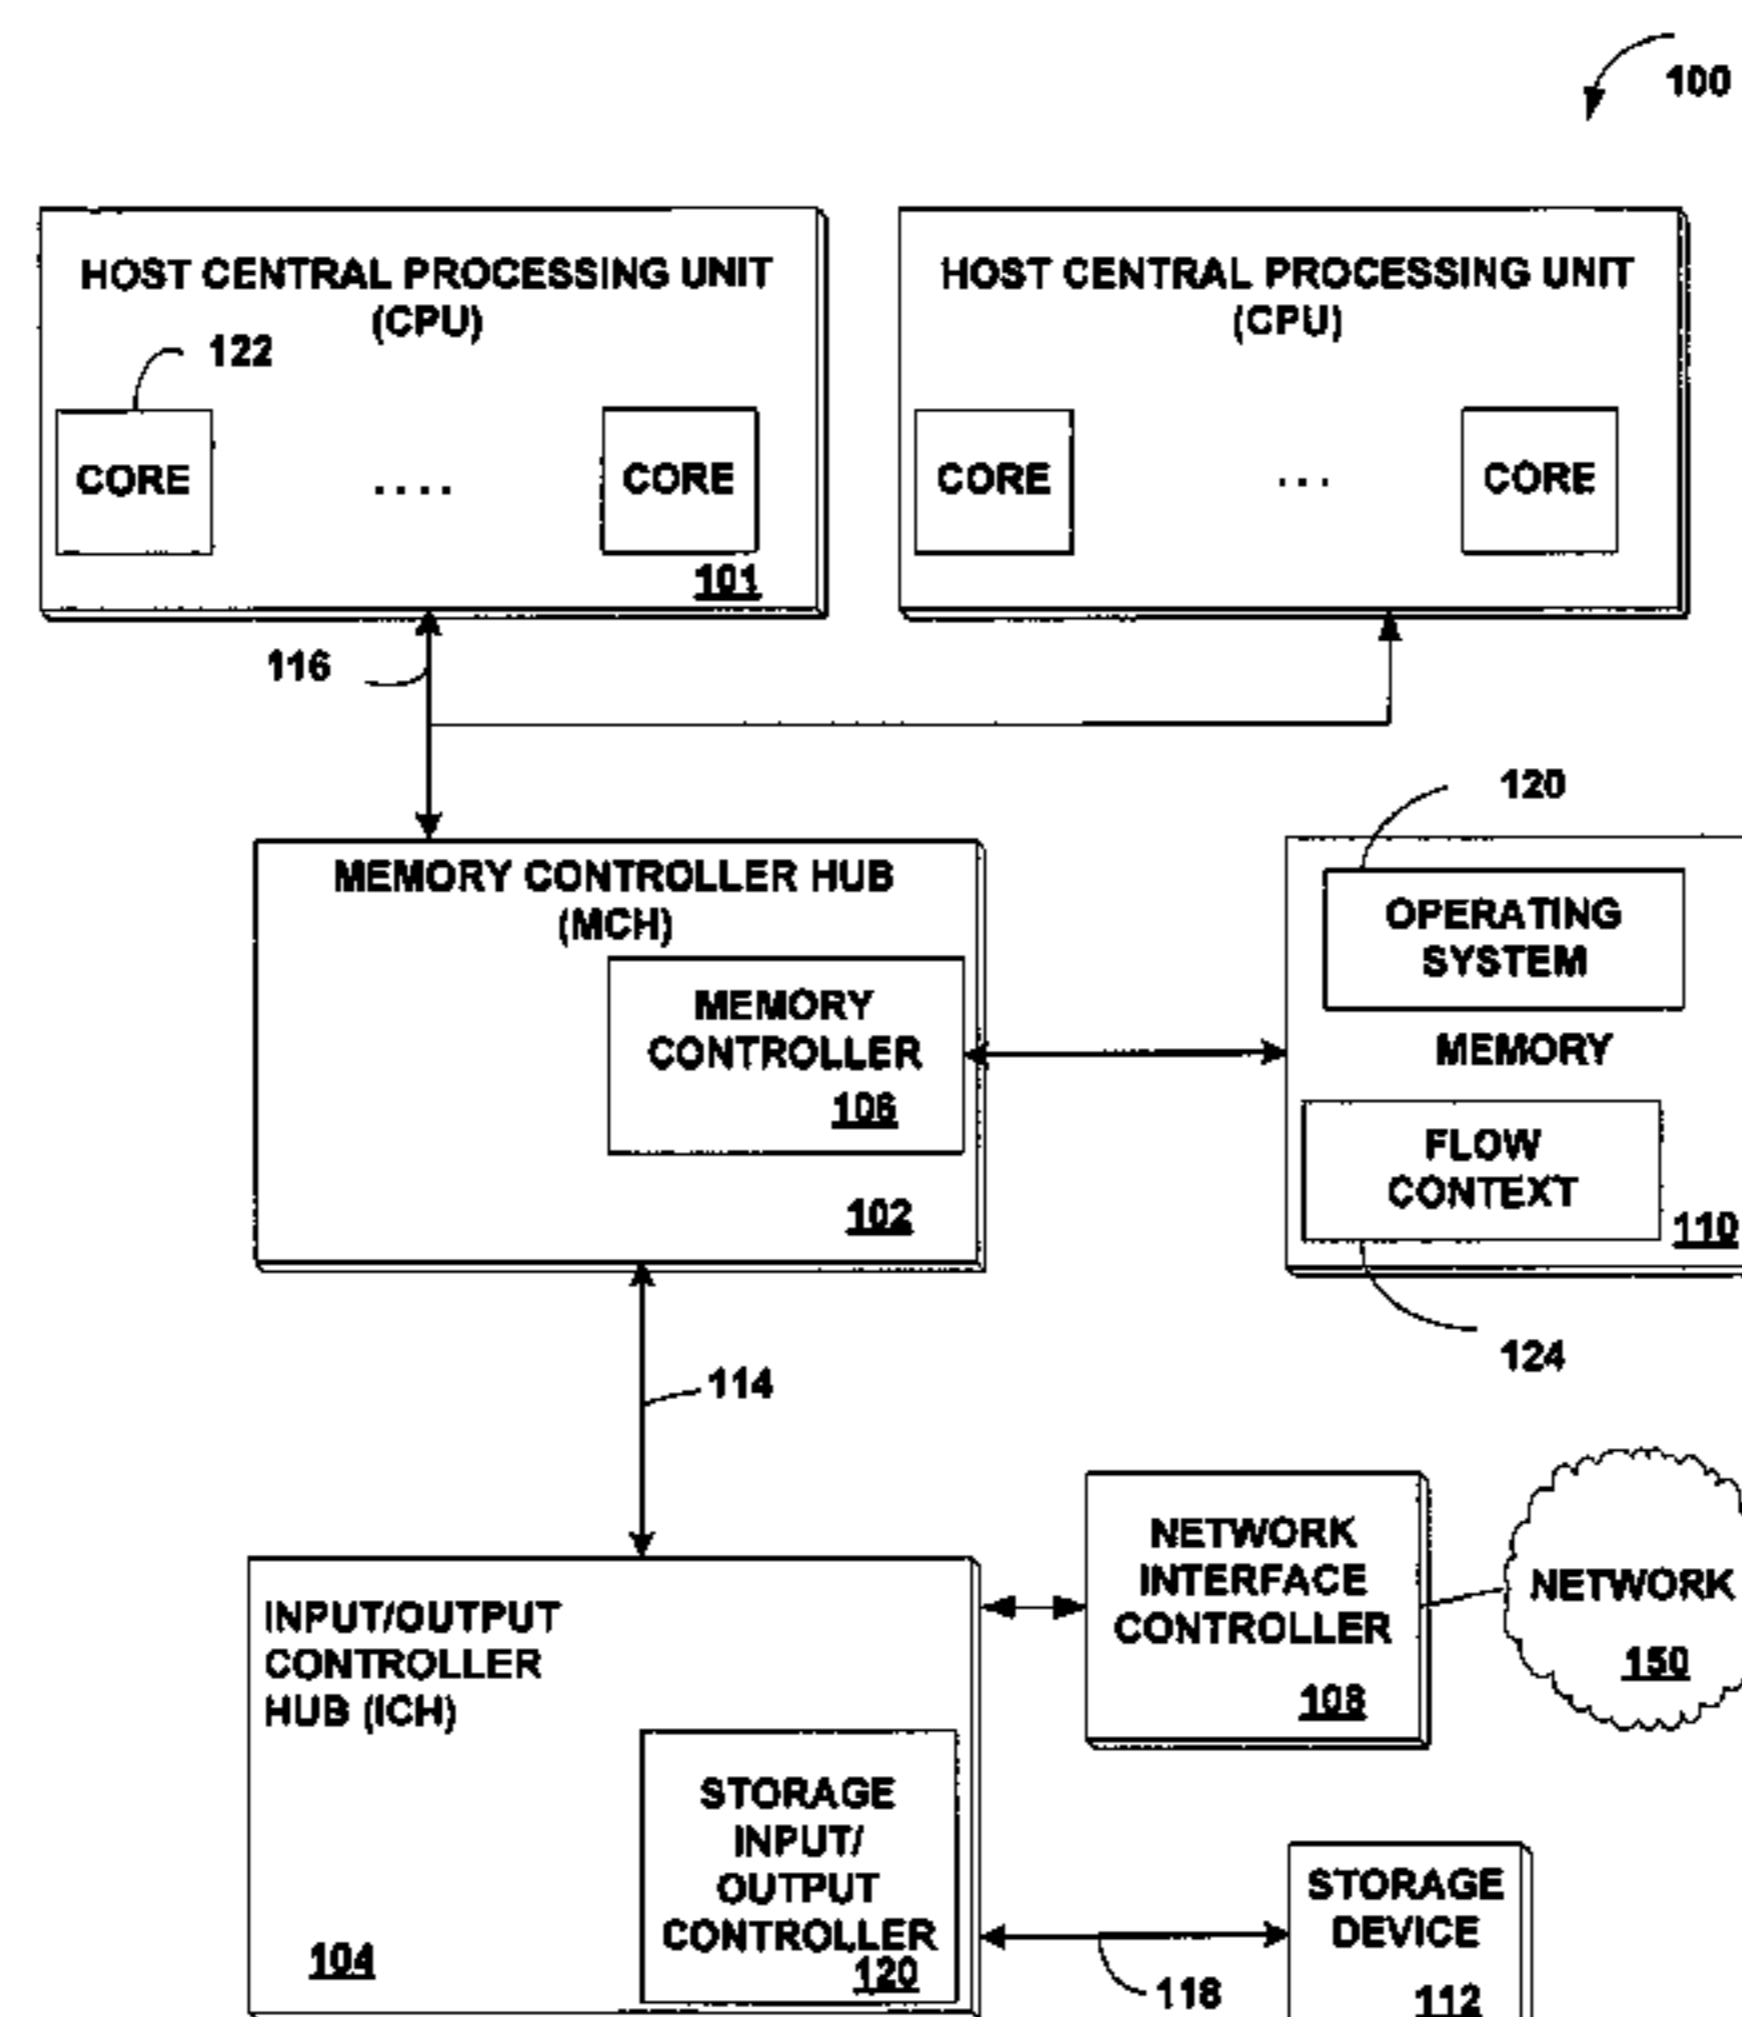 100
HOST CENTRAL PROCESSING UNIT
(CPU)
122
CORE
....
CORE
101
HOST CENTRAL PROCESSING UNIT
(CPU)
CORE
...
CORE
116
MEMORY CONTROLLER HUB
(MCH)
MEMORY
CONTROLLER
106
102
120
OPERATING
SYSTEM
MEMORY
FLOW
CONTEXT
110
124
114
INPUT/OUTPUT
CONTROLLER
HUB (ICH)
STORAGE
INPUT/
OUTPUT
CONTROLLER
120
104
NETWORK
INTERFACE
CONTROLLER
108
NETWORK
150
118
STORAGE
DEVICE
112